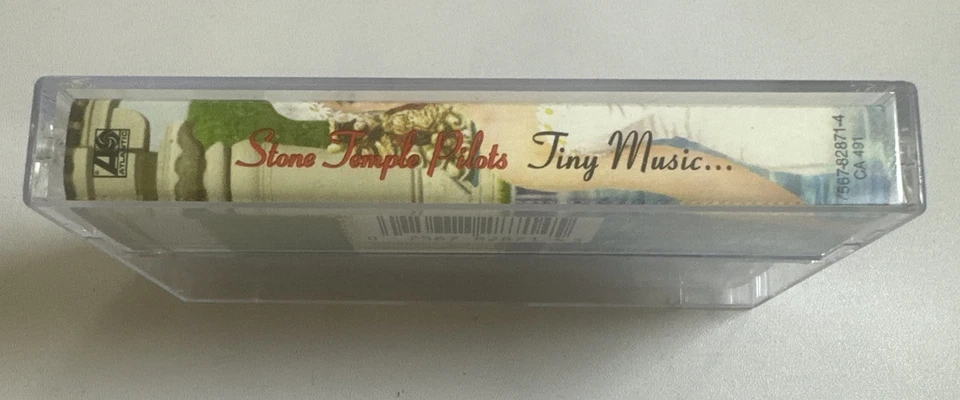 ATLANTIC
Stone Temple Pilots Tiny Music...
7567-82871-4
CA 491